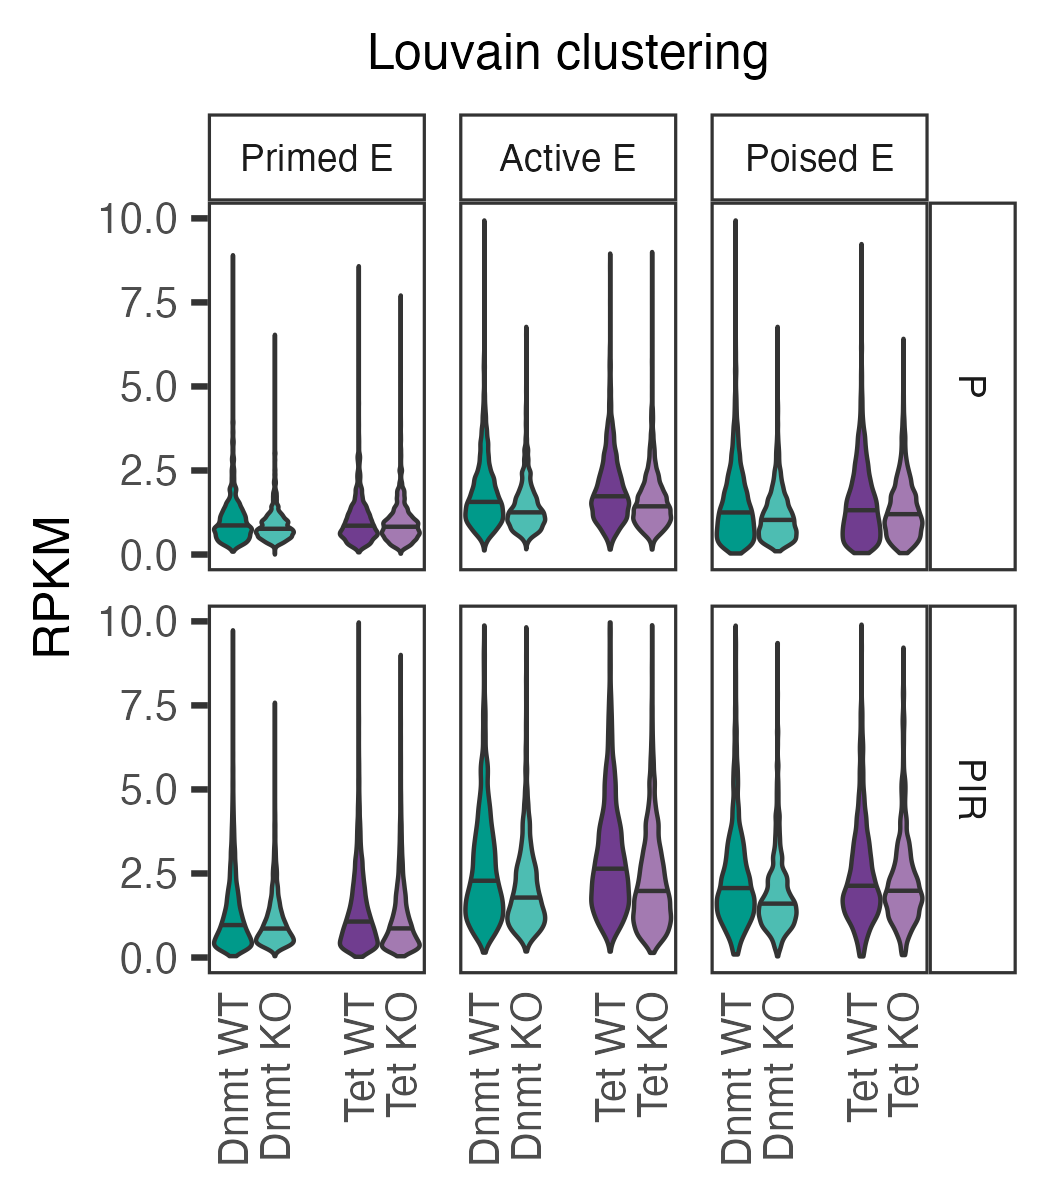 Louvain clustering
Primed E
Active E
Poised E
10.0
7.5
5.0
2.5
0.0
P
RPKM
10.0
7.5
5.0
2.5
0.0
PIR
Dnmt WT
Dnmt KO
Tet WT
Tet KO
Dnmt WT
Dnmt KO
Tet WT
Tet KO
Dnmt WT
Dnmt KO
Tet WT
Tet KO